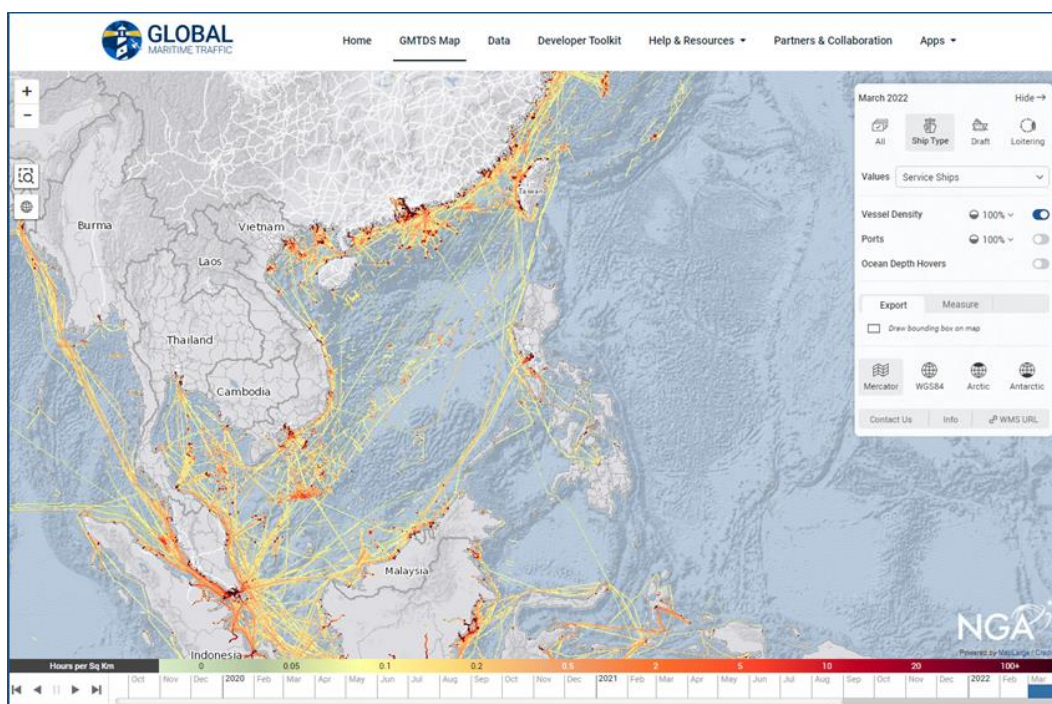 GLOBAL
MARITIME TRAFFIC
Home GMTDS Map Data Developer Toolkit Help & Resources Partners & Collaboration Apps
+
−
March 2022 Hide →
All Ship Type Draft Loitering
Values Service Ships
Vessel Density 100%
Ports 100%
Ocean Depth Hovers
Export Measure
Draw bounding box on map
Mercator WGS84 Arctic Antarctic
Contact Us Info WMS URL
Taiwan
Burma
Vietnam
Laos
Thailand
Cambodia
Malaysia
Indonesia
NGA
Powered by MapLarge
Hours per Sq Km 0 0.05 0.1 0.2 0.5 2 5 10 20 100+
Oct Nov Dec 2020 Feb Mar Apr May Jun Jul Aug Sep Oct Nov Dec 2021 Feb Mar Apr May Jun Jul Aug Sep Oct Nov Dec 2022 Feb Mar